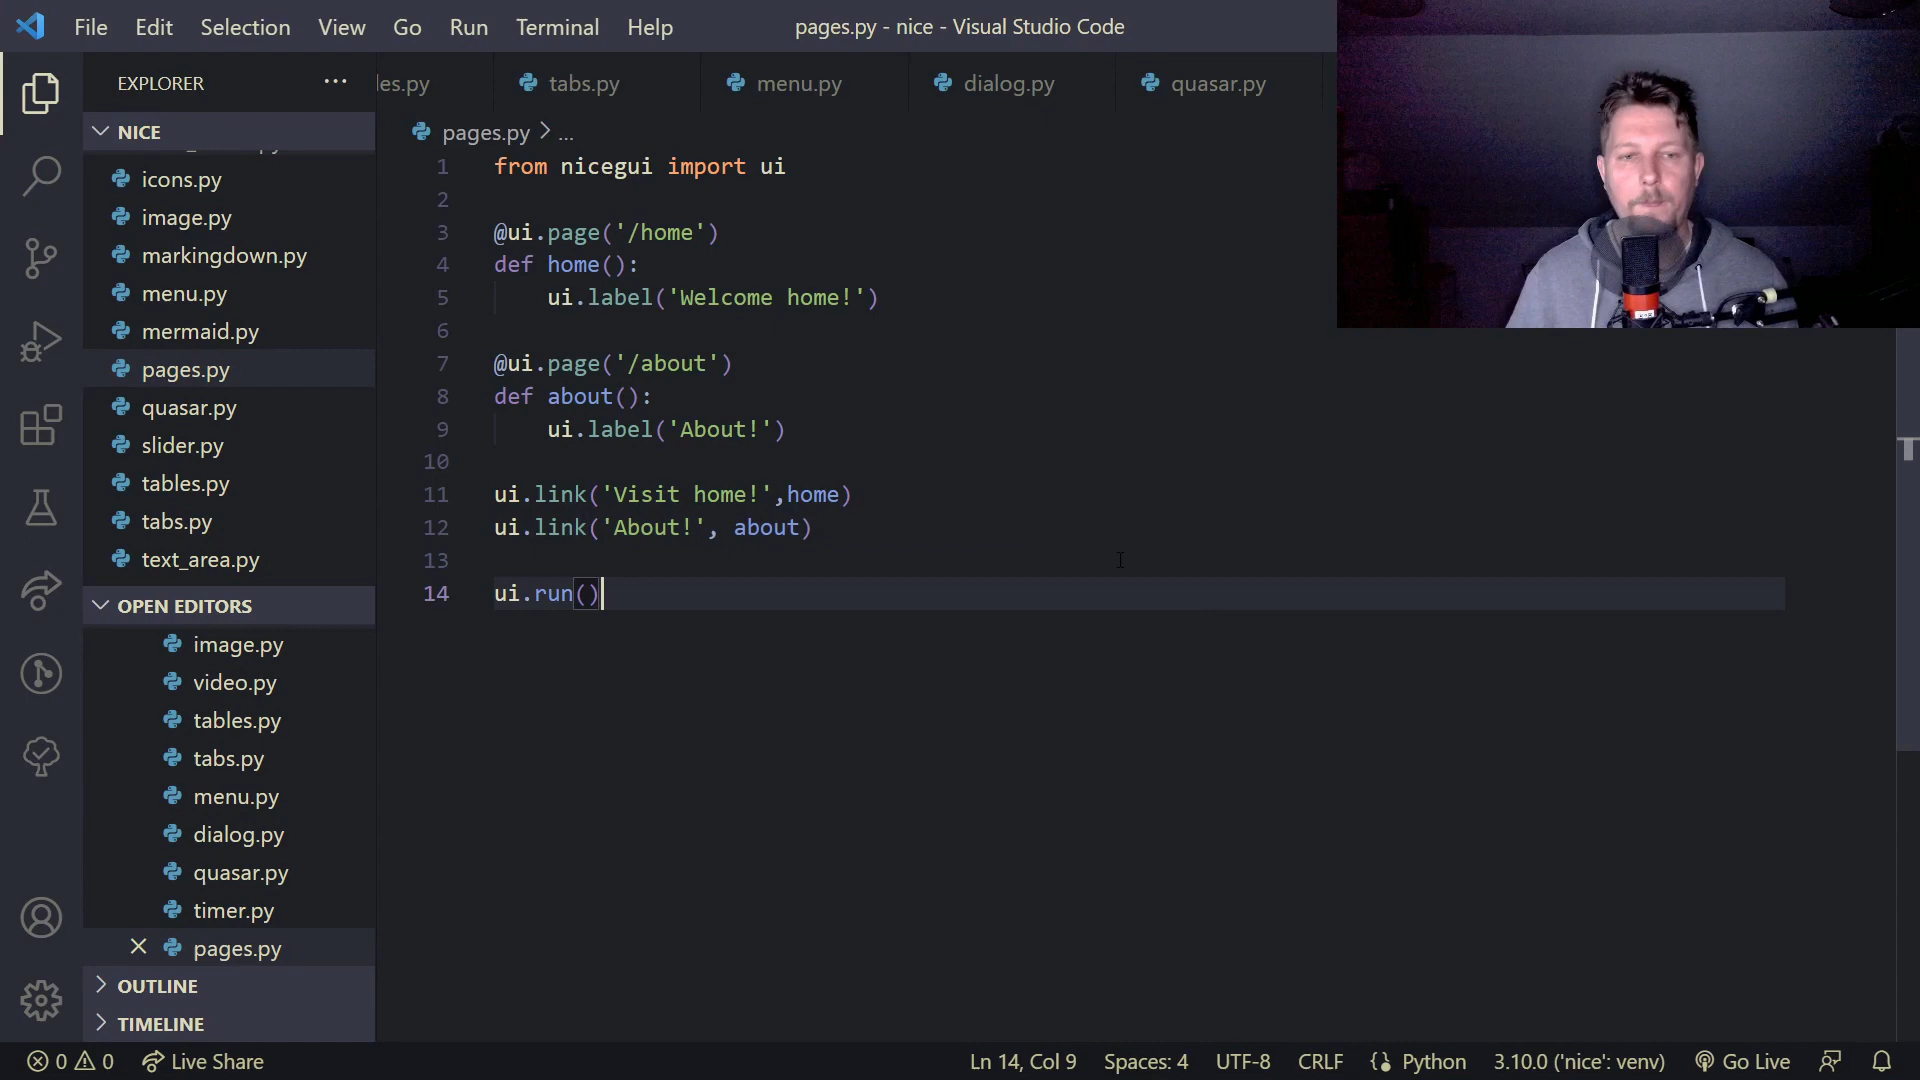 File Edit Selection View Go Run Terminal Help
pages.py - nice - Visual Studio Code
EXPLORER
les.py
tabs.py
menu.py
dialog.py
quasar.py
NICE
icons.py
image.py
markingdown.py
menu.py
mermaid.py
pages.py
quasar.py
slider.py
tables.py
tabs.py
text_area.py
OPEN EDITORS
image.py
video.py
tables.py
tabs.py
menu.py
dialog.py
quasar.py
timer.py
pages.py
OUTLINE
TIMELINE
pages.py > ...
1 from nicegui import ui
2
3 @ui.page('/home')
4 def home():
5 ui.label('Welcome home!')
6
7 @ui.page('/about')
8 def about():
9 ui.label('About!')
10
11 ui.link('Visit home!',home)
12 ui.link('About!', about)
13
14 ui.run()
0 0 Live Share
Ln 14, Col 9 Spaces: 4 UTF-8 CRLF Python 3.10.0 ('nice': venv) Go Live